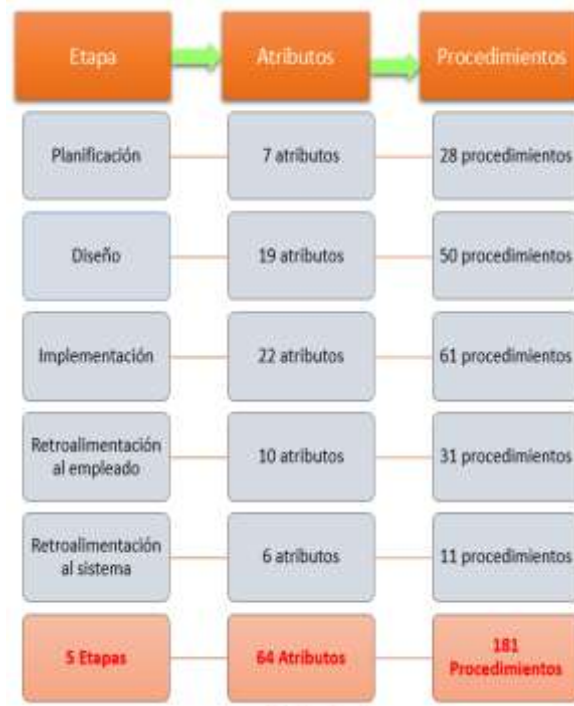 Etapa
Atributos
Procedimientos
Planificación
7 atributos
28 procedimientos
Diseño
19 atributos
50 procedimientos
Implementación
22 atributos
61 procedimientos
Retroalimentación
al empleado
10 atributos
31 procedimientos
Retroalimentación
al sistema
6 atributos
11 procedimientos
5 Etapas
64 Atributos
181
Procedimientos